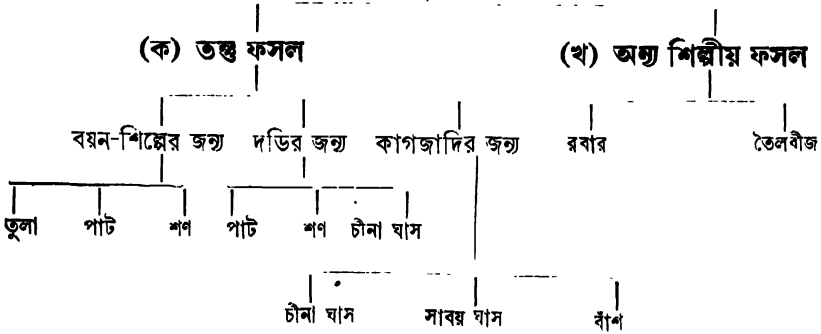 (ক) তন্তু ফসল (খ) অন্য শিল্পীয় ফসল
বয়ন-শিল্পের জন্য দড়ির জন্য কাগজাদির জন্য রবার তৈলবীজ
তুলা পাট শণ পাট শণ চীনা ঘাস
চীনা ঘাস সাবয় ঘাস বাঁশ